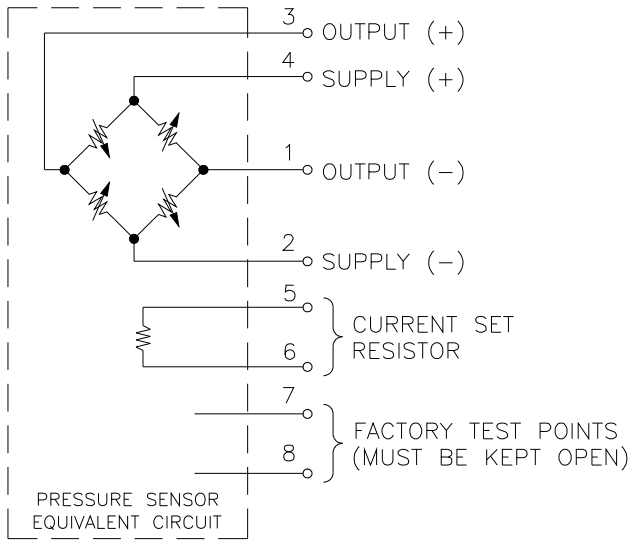 3
OUTPUT (+)
4
SUPPLY (+)
1
OUTPUT (-)
2
SUPPLY (-)
5
CURRENT SET
RESISTOR
6
7
FACTORY TEST POINTS
(MUST BE KEPT OPEN)
8
PRESSURE SENSOR
EQUIVALENT CIRCUIT